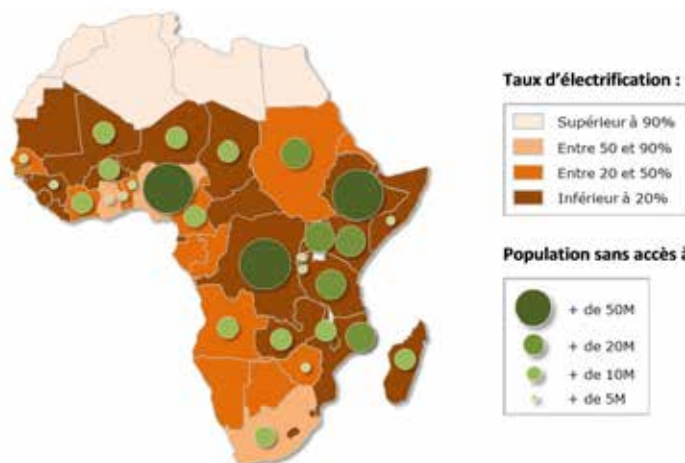 Taux d'électrification :
Supérieur à 90%
Entre 50 et 90%
Entre 20 et 50%
Inférieur à 20%
Population sans accès à
+ de 50M
+ de 20M
+ de 10M
+ de 5M